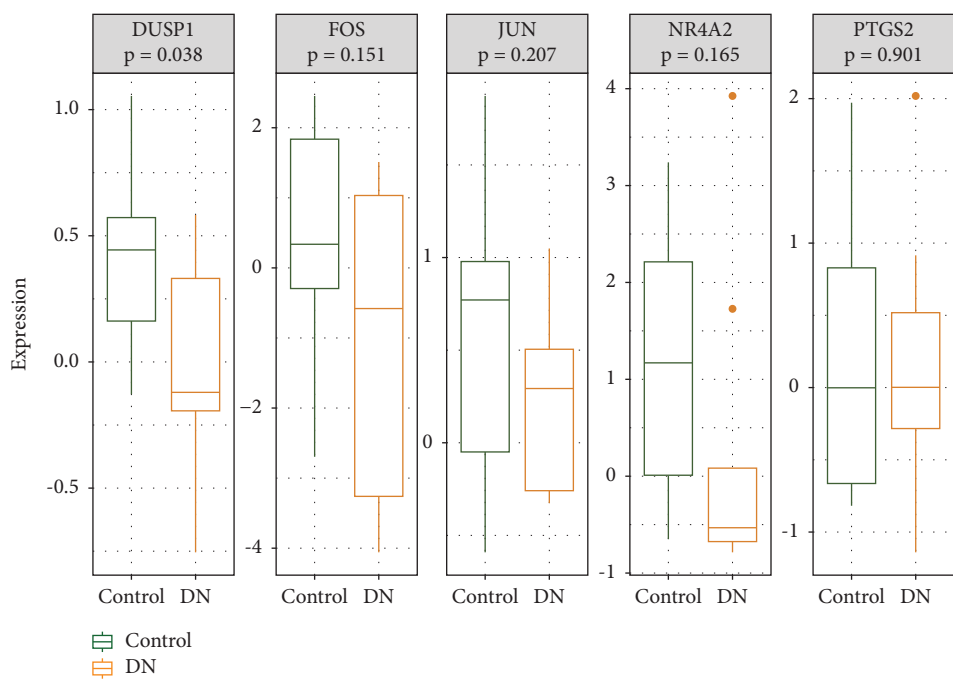 DUSP1
p = 0.038
FOS
p = 0.151
JUN
p = 0.207
NR4A2
p = 0.165
PTGS2
p = 0.901
Expression
1.0
0.5
0.0
-0.5
2
0
−2
−4
1
0
4
3
2
1
0
-1
2
1
0
-1
Control DN
Control DN
Control DN
Control DN
Control DN
Control
DN